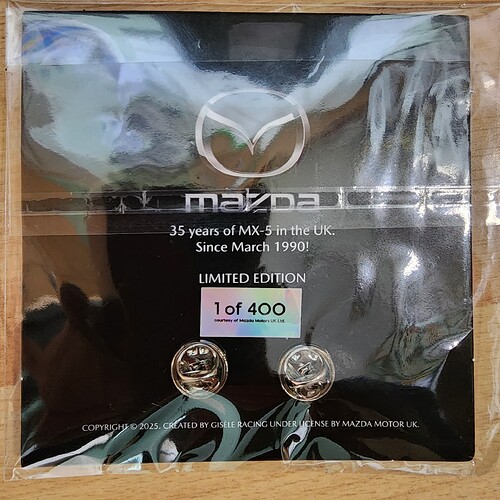 mazda
35 years of MX-5 in the UK.
Since March 1990!
LIMITED EDITION
1 of 400
courtesy of Mazda Motors UK Ltd.
COPYRIGHT © 2025. CREATED BY GISELE RACING UNDER LICENSE BY MAZDA MOTOR UK.